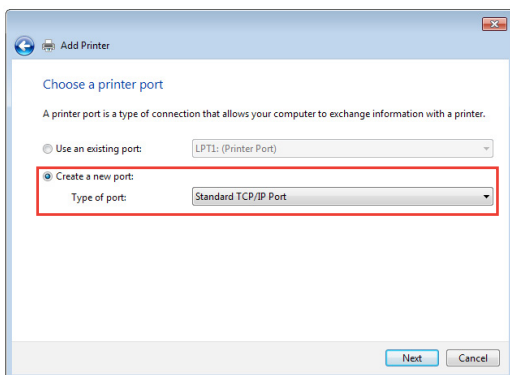 Add Printer
Choose a printer port
A printer port is a type of connection that allows your computer to exchange information with a printer.
Use an existing port: LPT1: (Printer Port)
Create a new port:
Type of port: Standard TCP/IP Port
Next Cancel